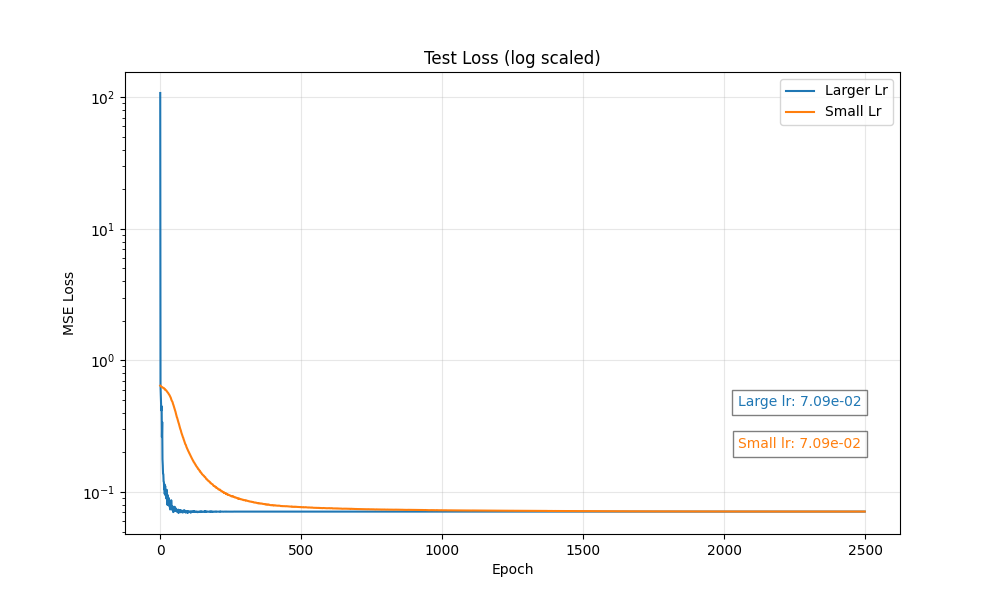 Test Loss (log scaled)
Larger Lr
Small Lr
10²
10¹
10⁰
10⁻¹
MSE Loss
Large lr: 7.09e-02
Small lr: 7.09e-02
0 500 1000 1500 2000 2500
Epoch